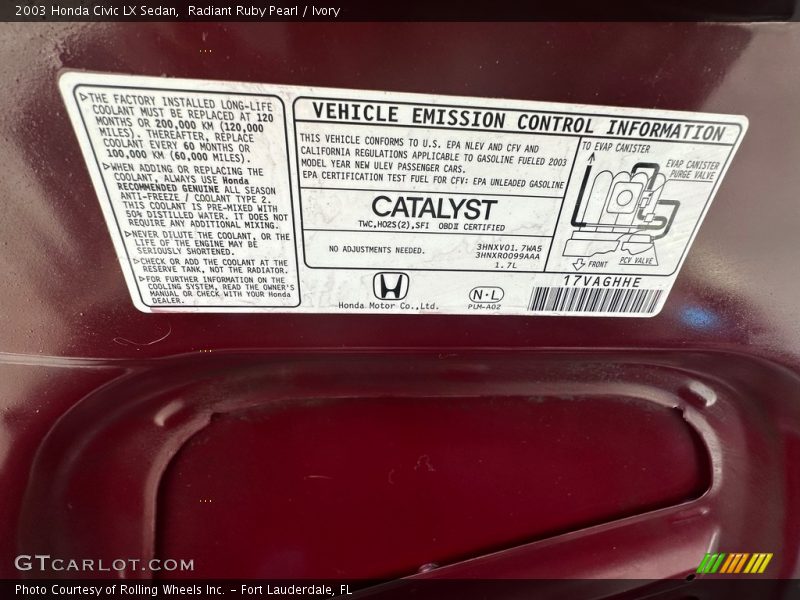 2003 Honda Civic LX Sedan, Radiant Ruby Pearl / Ivory
▷THE FACTORY INSTALLED LONG-LIFE
COOLANT MUST BE REPLACED AT 120
MONTHS OR 200,000 KM (120,000
MILES). THEREAFTER, REPLACE
COOLANT EVERY 60 MONTHS OR
100,000 KM (60,000 MILES).
▷WHEN ADDING OR REPLACING THE
COOLANT, ALWAYS USE Honda
RECOMMENDED GENUINE ALL SEASON
ANTI-FREEZE / COOLANT TYPE 2.
THIS COOLANT IS PRE-MIXED WITH
50% DISTILLED WATER. IT DOES NOT
REQUIRE ANY ADDITIONAL MIXING.
▷NEVER DILUTE THE COOLANT, OR THE
LIFE OF THE ENGINE MAY BE
SERIOUSLY SHORTENED.
▷CHECK OR ADD THE COOLANT AT THE
RESERVE TANK, NOT THE RADIATOR.
▷FOR FURTHER INFORMATION ON THE
COOLING SYSTEM, READ THE OWNER'S
MANUAL OR CHECK WITH YOUR Honda
DEALER.
VEHICLE EMISSION CONTROL INFORMATION
THIS VEHICLE CONFORMS TO U.S. EPA NLEV AND CFV AND
CALIFORNIA REGULATIONS APPLICABLE TO GASOLINE FUELED 2003
MODEL YEAR NEW ULEV PASSENGER CARS.
EPA CERTIFICATION TEST FUEL FOR CFV: EPA UNLEADED GASOLINE
CATALYST
TWC,HO2S(2),SFI OBDⅡ CERTIFIED
NO ADJUSTMENTS NEEDED.
3HNXV01.7WA5
3HNXR0099AAA
1.7L
TO EVAP CANISTER
EVAP CANISTER
PURGE VALVE
FRONT
PCV VALVE
Honda Motor Co.,Ltd.
N-L
PLM-A02
17VAGHHE
GTCARLOT.COM
Photo Courtesy of Rolling Wheels Inc. – Fort Lauderdale, FL